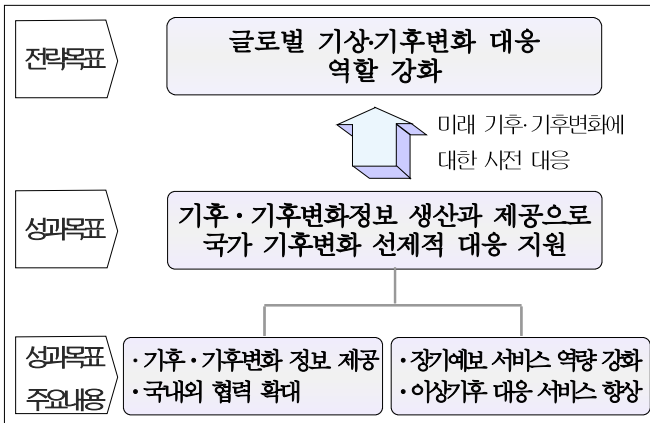 전략목표
글로벌 기상·기후변화 대응
역할 강화
미래 기후·기후변화에
대한 사전 대응
성과목표
기후·기후변화정보 생산과 제공으로
국가 기후변화 선제적 대응 지원
성과목표
주요내용
·기후·기후변화 정보 제공
·국내외 협력 확대
·장기예보 서비스 역량 강화
·이상기후 대응 서비스 향상